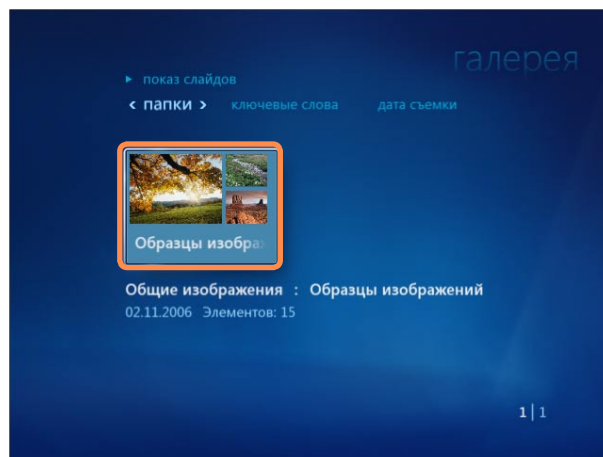 галерея
► показ слайдов
< папки > ключевые слова дата съемки
Образцы изобра
Общие изображения : Образцы изображений
02.11.2006 Элементов: 15
1 | 1